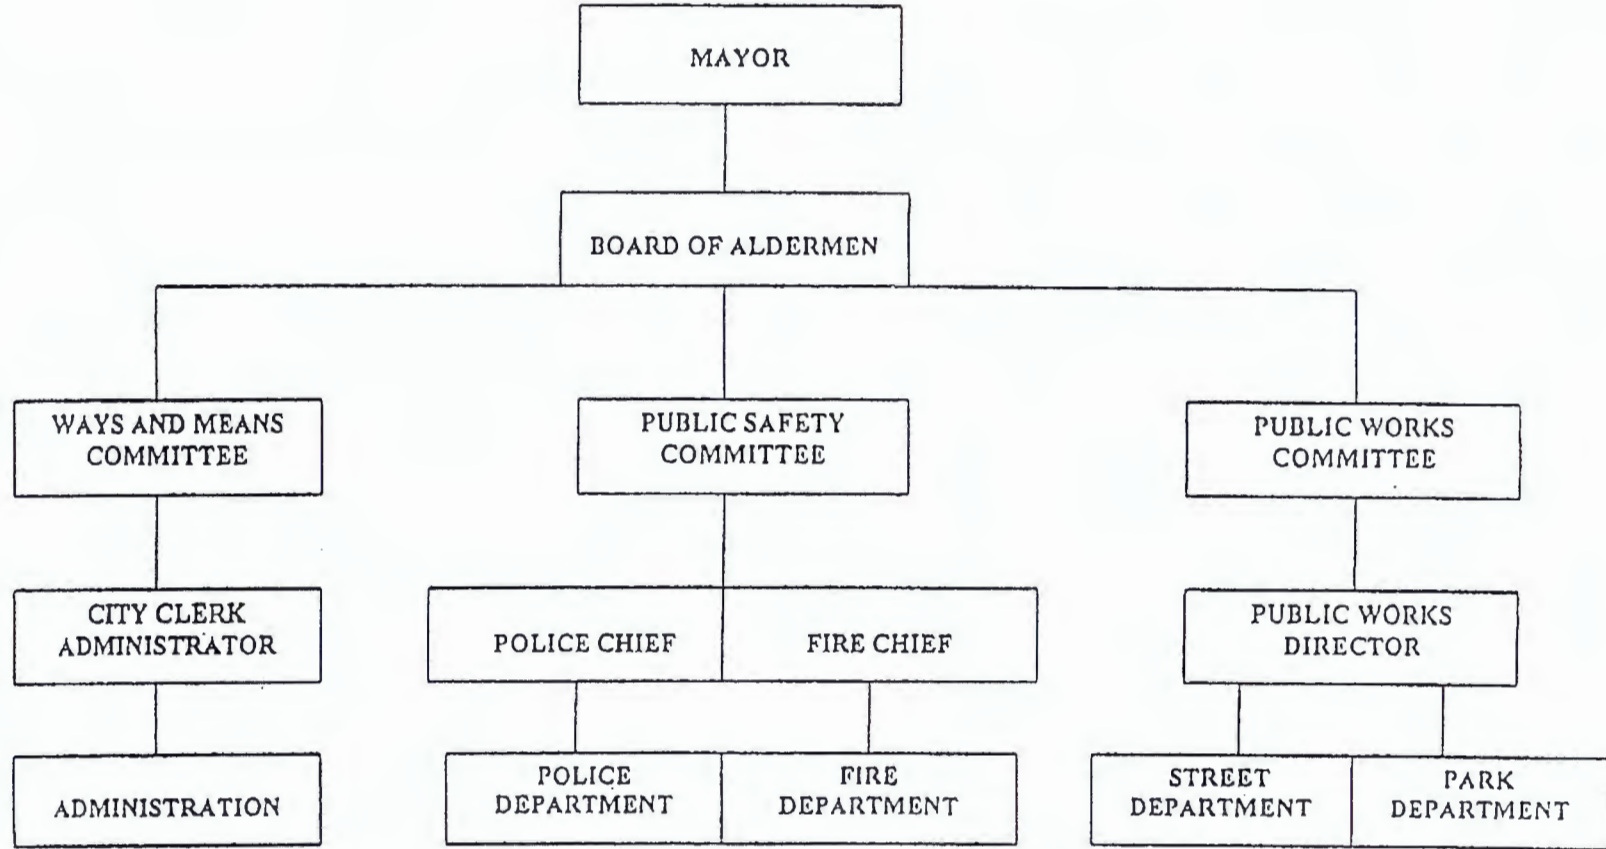 MAYOR
BOARD OF ALDERMEN
WAYS AND MEANS
COMMITTEE
PUBLIC SAFETY
COMMITTEE
PUBLIC WORKS
COMMITTEE
CITY CLERK
ADMINISTRATOR
POLICE CHIEF
FIRE CHIEF
PUBLIC WORKS
DIRECTOR
ADMINISTRATION
POLICE
DEPARTMENT
FIRE
DEPARTMENT
STREET
DEPARTMENT
PARK
DEPARTMENT